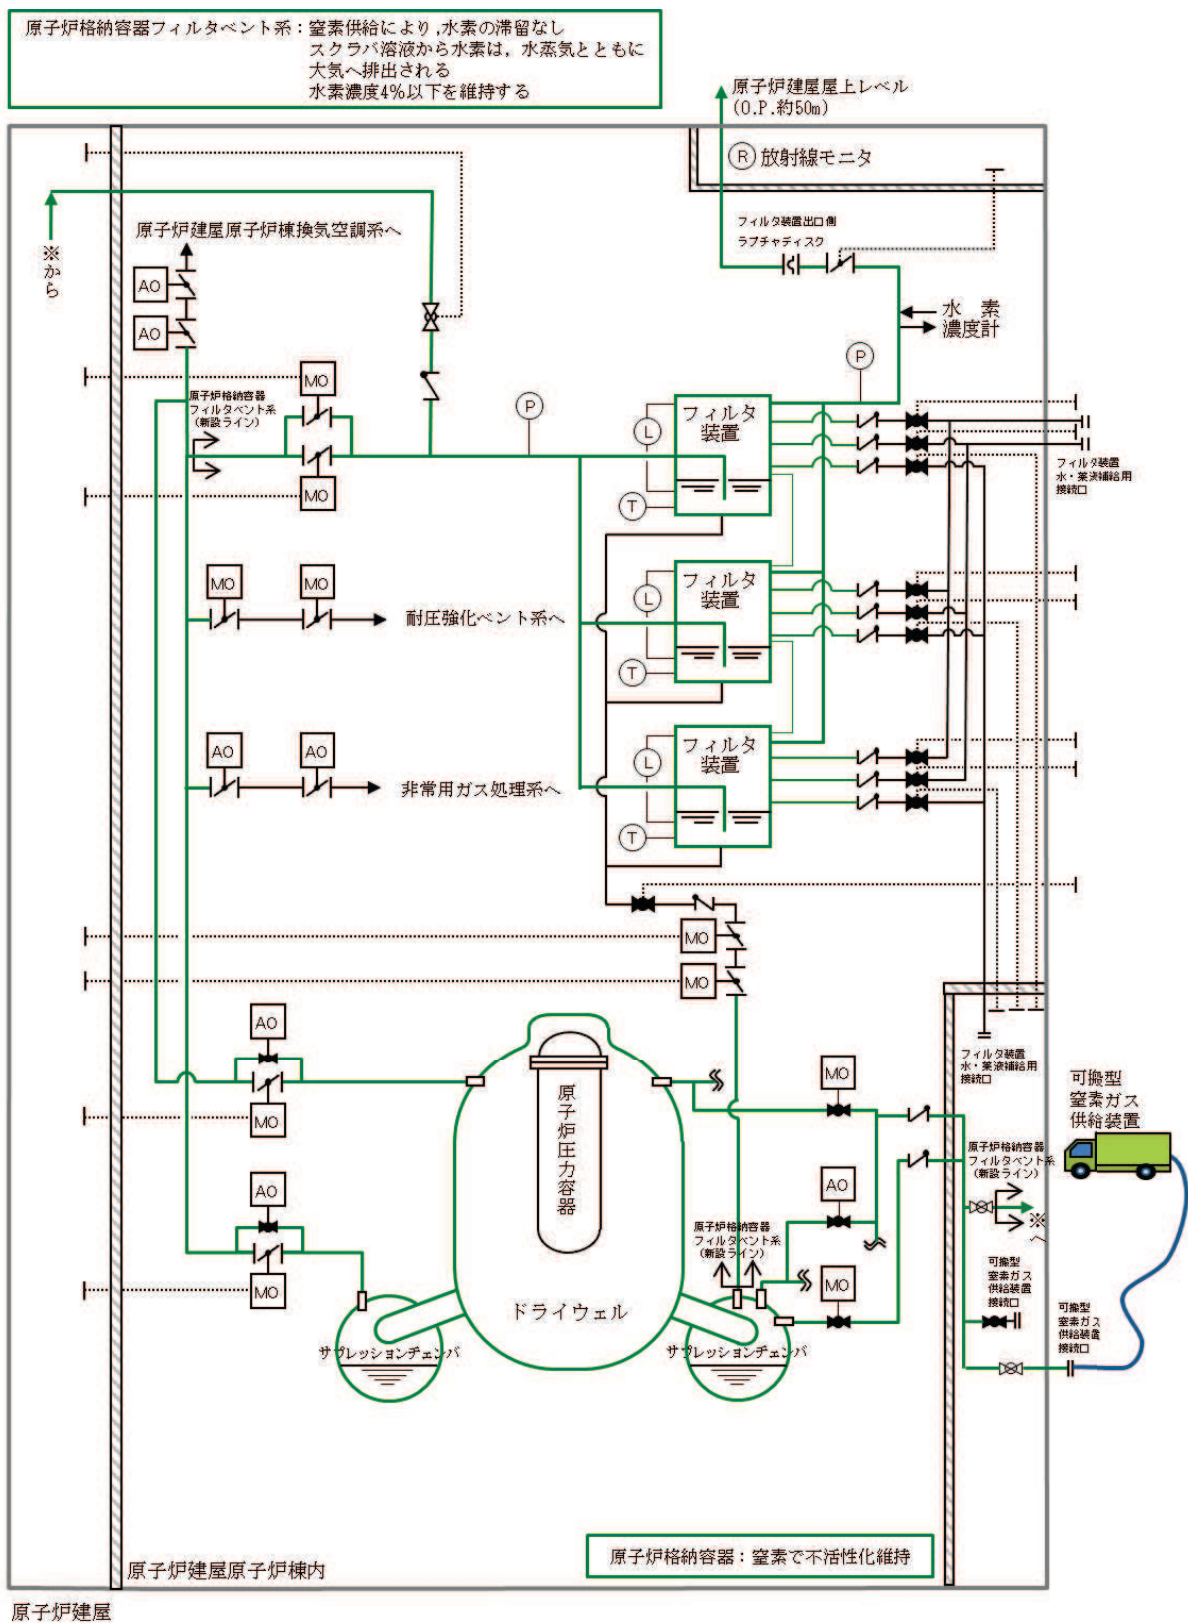 原子炉格納容器フィルタベント系：窒素供給により,水素の滞留なし
スクラバ溶液から水素は，水蒸気とともに
大気へ排出される
水素濃度4%以下を維持する
原子炉建屋屋上レベル
(O.P.約50m)
R 放射線モニタ
フィルタ装置出口側
ラプチャディスク
※から
原子炉建屋原子炉棟換気空調系へ
AO
AO
水素
濃度計
P
MO
原子炉格納容器
フィルタベント系
(新設ライン)
P
L
フィルタ
装置
MO
T
フィルタ装置
水・薬液補給用
接続口
MO
MO
耐圧強化ベント系へ
L
フィルタ
装置
T
AO
AO
非常用ガス処理系へ
L
フィルタ
装置
T
MO
MO
AO
MO
原子炉圧力容器
MO
フィルタ装置
水・薬液補給用
接続口
可搬型
窒素ガス
供給装置
原子炉格納容器
フィルタベント系
(新設ライン)
AO
MO
AO
原子炉格納容器
フィルタベント系
(新設ライン)
MO
※へ
可搬型
窒素ガス
供給装置
接続口
可搬型
窒素ガス
供給装置
接続口
ドライウェル
サプレッションチェンバ
サプレッションチェンバ
原子炉格納容器：窒素で不活性化維持
原子炉建屋原子炉棟内
原子炉建屋